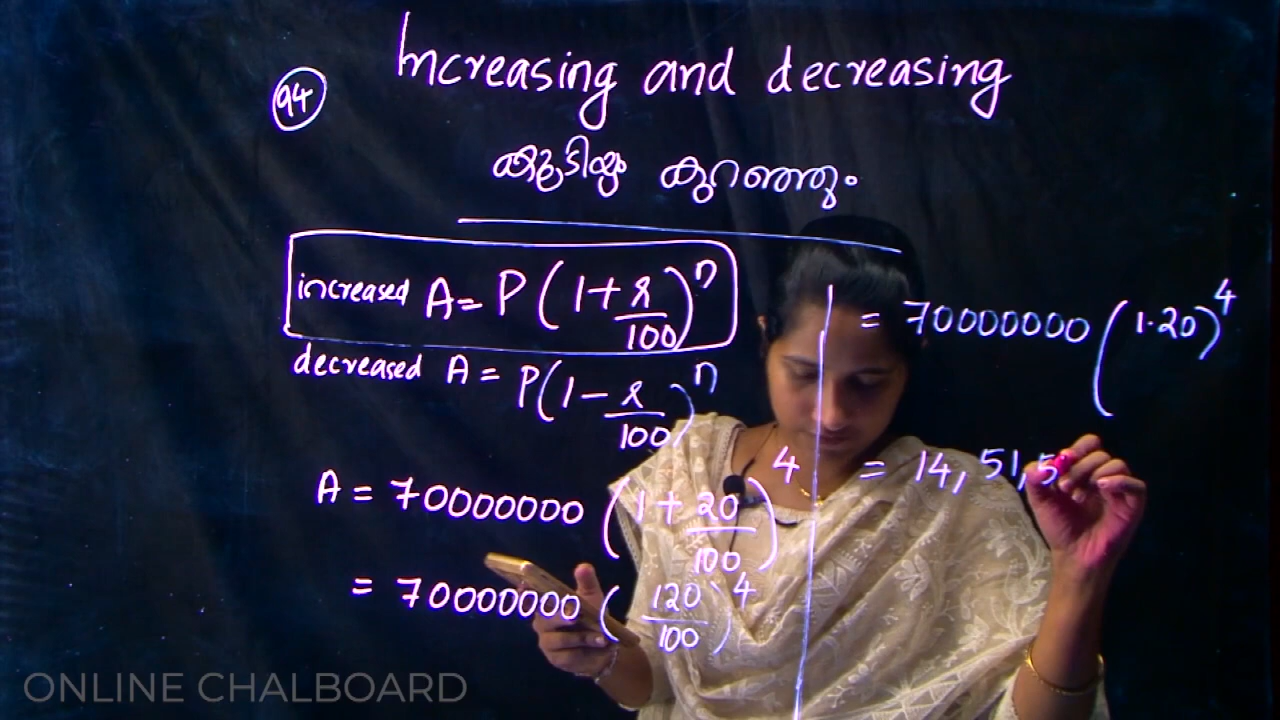 Increasing and decreasing
94
കൂടിയും കുറഞ്ഞും
increased A = P(1+r/100)^n
decreased A = P(1-r/100)^n
A = 70000000 (1+20/100)^4
= 70000000 (120/100)^4
= 70000000 (1.20)^4
= 14,51,5
ONLINE CHALBOARD